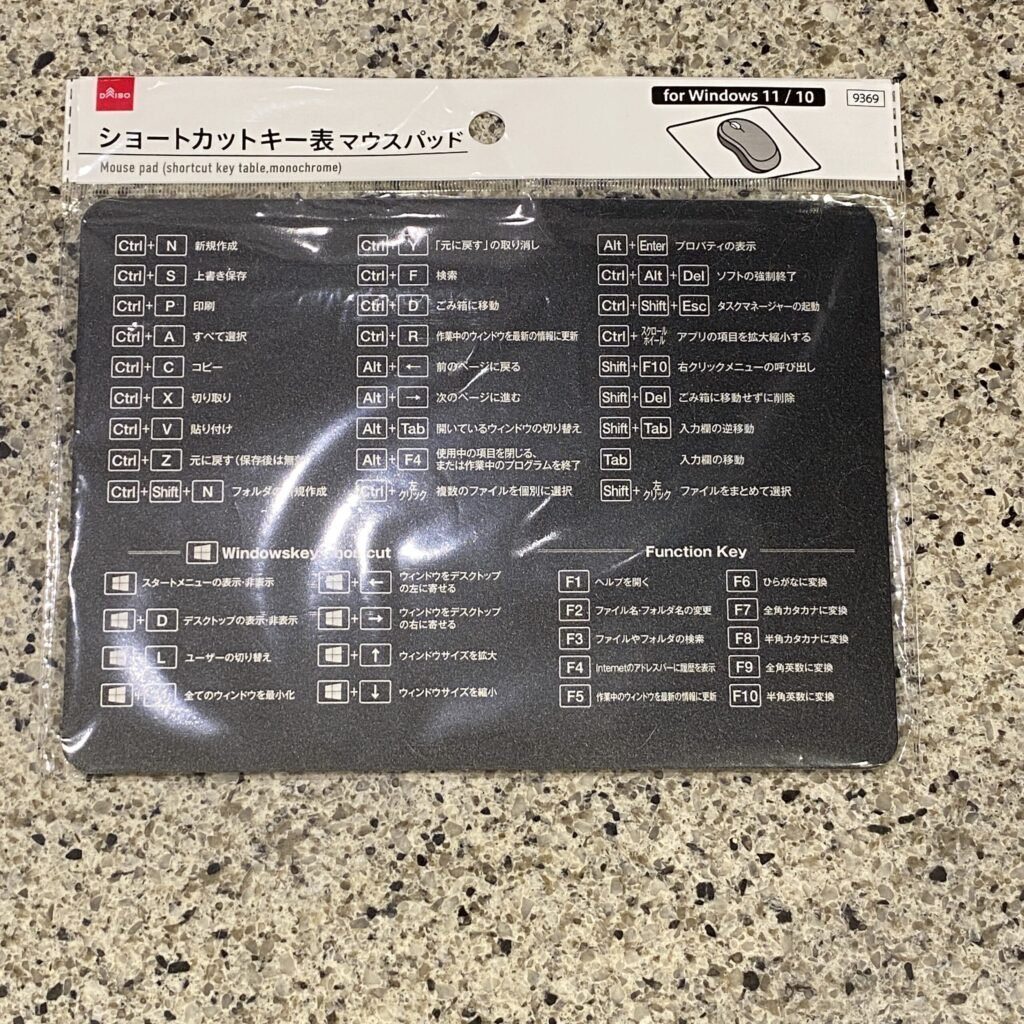 DAISO
for Windows 11 / 10
9369
ショートカットキー表 マウスパッド
Mouse pad (shortcut key table,monochrome)
Ctrl + N 新規作成
Ctrl + S 上書き保存
Ctrl + P 印刷
Ctrl + A すべて選択
Ctrl + C コピー
Ctrl + X 切り取り
Ctrl + V 貼り付け
Ctrl + Z 元に戻す(保存後は無効
Ctrl + Shift + N フォルダの新規作成
Ctrl + Y 「元に戻す」の取り消し
Ctrl + F 検索
Ctrl + D ごみ箱に移動
Ctrl + R 作業中のウィンドウを最新の情報に更新
Alt + ← 前のページに戻る
Alt + → 次のページに進む
Alt + Tab 開いているウィンドウの切り替え
Alt + F4 使用中の項目を閉じる、
または作業中のプログラムを終了
Ctrl + 左クリック 複数のファイルを個別に選択
Alt + Enter プロパティの表示
Ctrl + Alt + Del ソフトの強制終了
Ctrl + Shift + Esc タスクマネージャーの起動
Ctrl + スクロールホイール アプリの項目を拡大縮小する
Shift + F10 右クリックメニューの呼び出し
Shift + Del ごみ箱に移動せずに削除
Shift + Tab 入力欄の逆移動
Tab 入力欄の移動
Shift + 左クリック ファイルをまとめて選択
Windowskey Shortcut
スタートメニューの表示・非表示
+ D デスクトップの表示・非表示
+ L ユーザーの切り替え
+ 全てのウィンドウを最小化
+ ← ウィンドウをデスクトップ
の左に寄せる
+ → ウィンドウをデスクトップ
の右に寄せる
+ ↑ ウィンドウサイズを拡大
+ ↓ ウィンドウサイズを縮小
Function Key
F1 ヘルプを開く
F2 ファイル名・フォルダ名の変更
F3 ファイルやフォルダの検索
F4 Internetのアドレスバーに履歴を表示
F5 作業中のウィンドウを最新の情報に更新
F6 ひらがなに変換
F7 全角カタカナに変換
F8 半角カタカナに変換
F9 全角英数に変換
F10 半角英数に変換